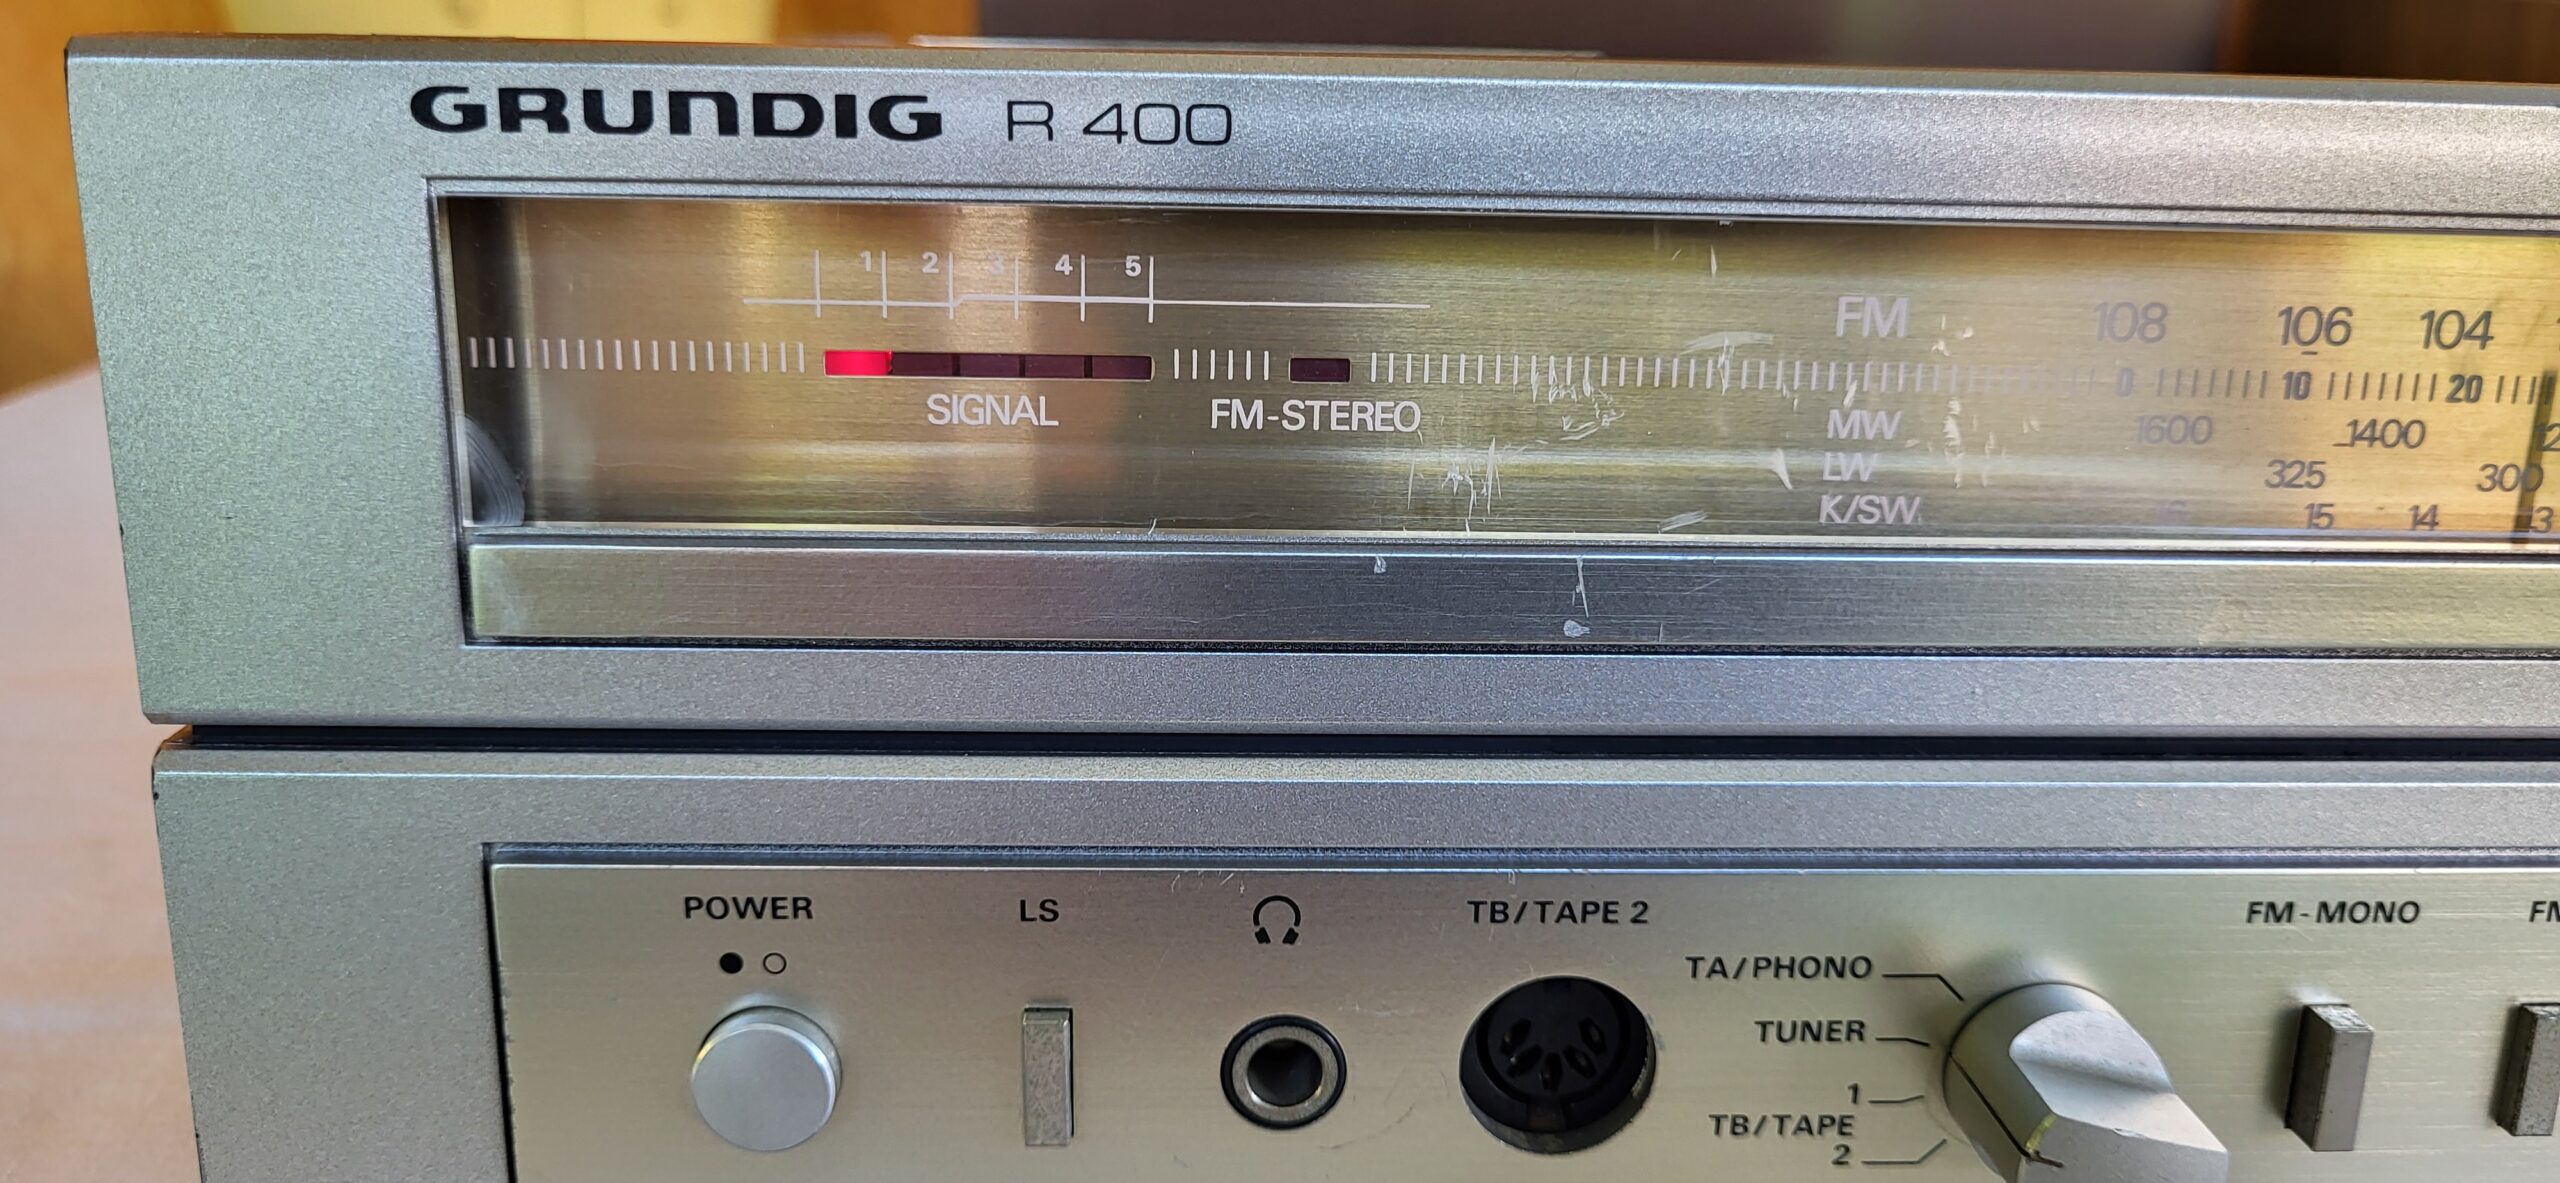 GRUNDIG R 400
1 2 3 4 5
FM 108 106 104
0 10 20
SIGNAL FM-STEREO
MW 1600 1400
LW 325 300
K/SW 15 14
POWER LS TB/TAPE 2 FM-MONO
TA/PHONO
TUNER
1
TB/TAPE
2